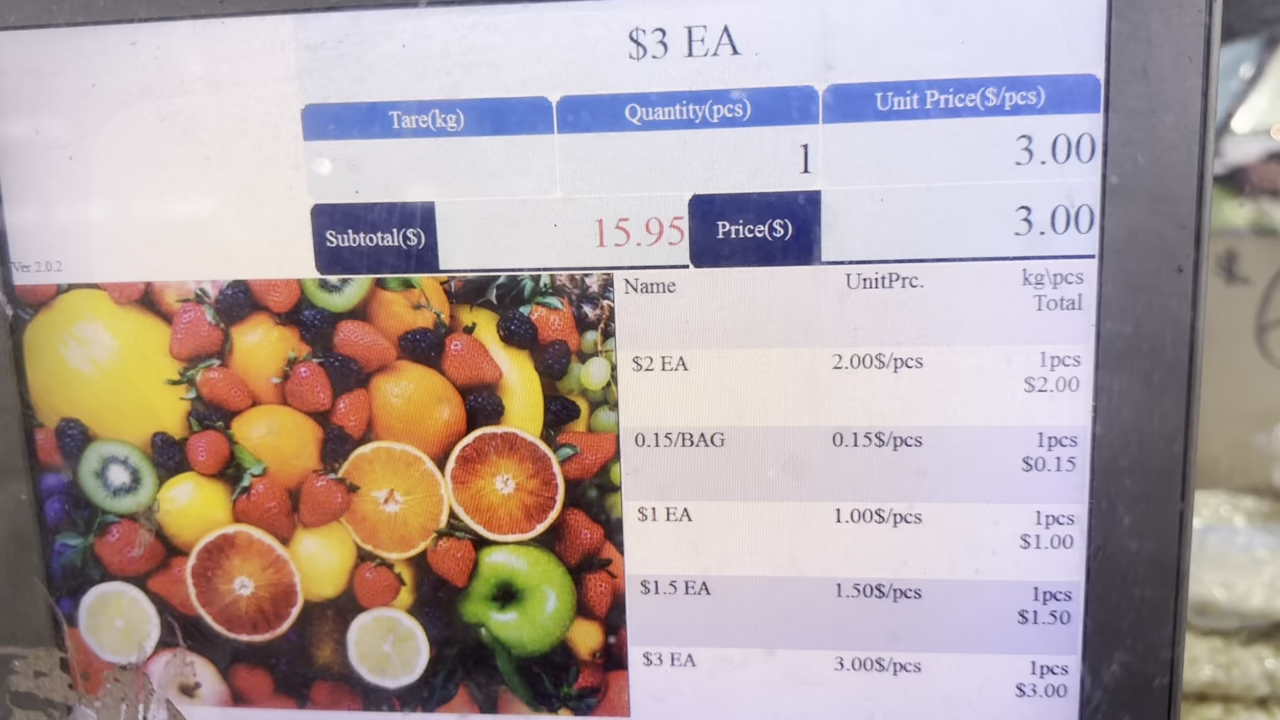 $3 EA
Tare(kg) Quantity(pcs) Unit Price($/pcs)
1 3.00
Subtotal($) 15.95 Price($) 3.00
Ver 2.0.2
Name UnitPrc. kg\pcs
Total
$2 EA 2.00$/pcs 1pcs
$2.00
0.15/BAG 0.15$/pcs 1pcs
$0.15
$1 EA 1.00$/pcs 1pcs
$1.00
$1.5 EA 1.50$/pcs 1pcs
$1.50
$3 EA 3.00$/pcs 1pcs
$3.00